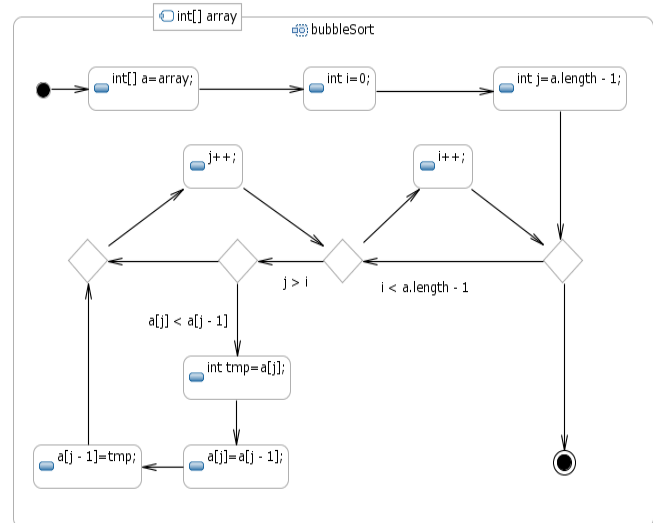 int[] array
bubbleSort
int[] a=array;
int i=0;
int j=a.length - 1;
j++;
i++;
j > i
i < a.length - 1
a[j] < a[j - 1]
int tmp=a[j];
a[j - 1]=tmp;
a[j]=a[j - 1];